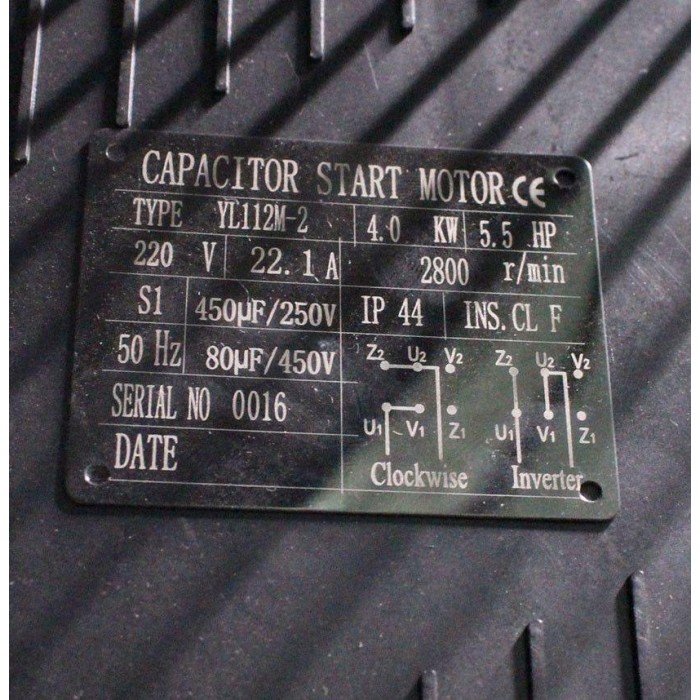 CAPACITOR START MOTOR CE
TYPE YL112M-2 4.0 KW 5.5 HP
220 V 22.1 A 2800 r/min
S1 450μF/250V IP 44 INS.CL F
50 Hz 80μF/450V
Z2 U2 V2 Z2 U2 V2
SERIAL NO 0016
U1 V1 Z1 U1 V1 Z1
DATE
Clockwise Inverter